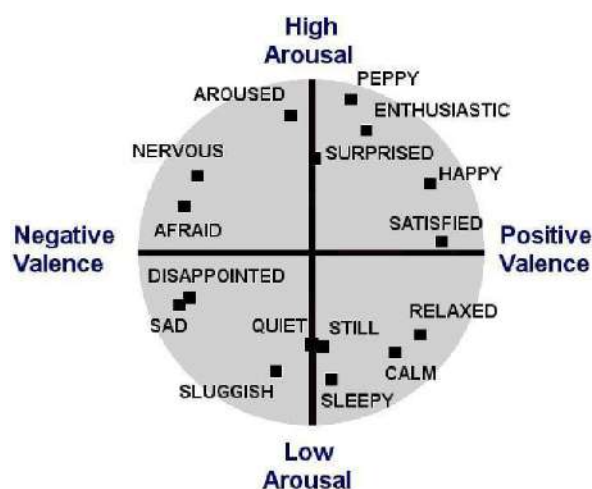 High
Arousal
PEPPY
AROUSED
ENTHUSIASTIC
NERVOUS
SURPRISED
HAPPY
AFRAID
SATISFIED
Negative
Valence
Positive
Valence
DISAPPOINTED
RELAXED
SAD
QUIET
STILL
CALM
SLUGGISH
SLEEPY
Low
Arousal